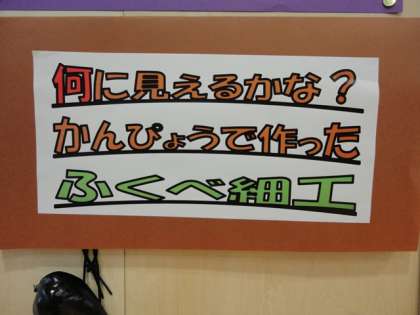 何に見えるかな？
かんぴょうで作った
ふくべ細工